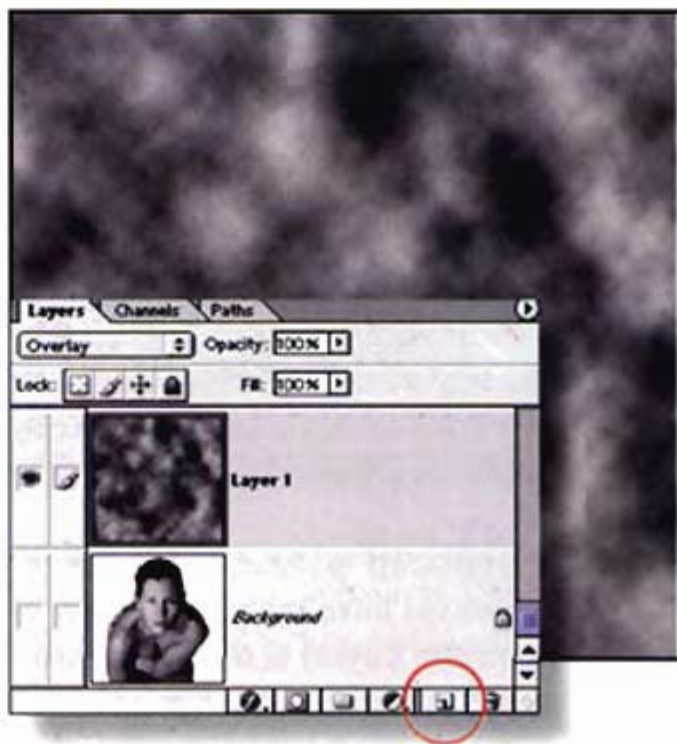 Layers Channels Paths
Overlay Opacity: 100%
Lock: Fill: 100%
Layer 1
Background